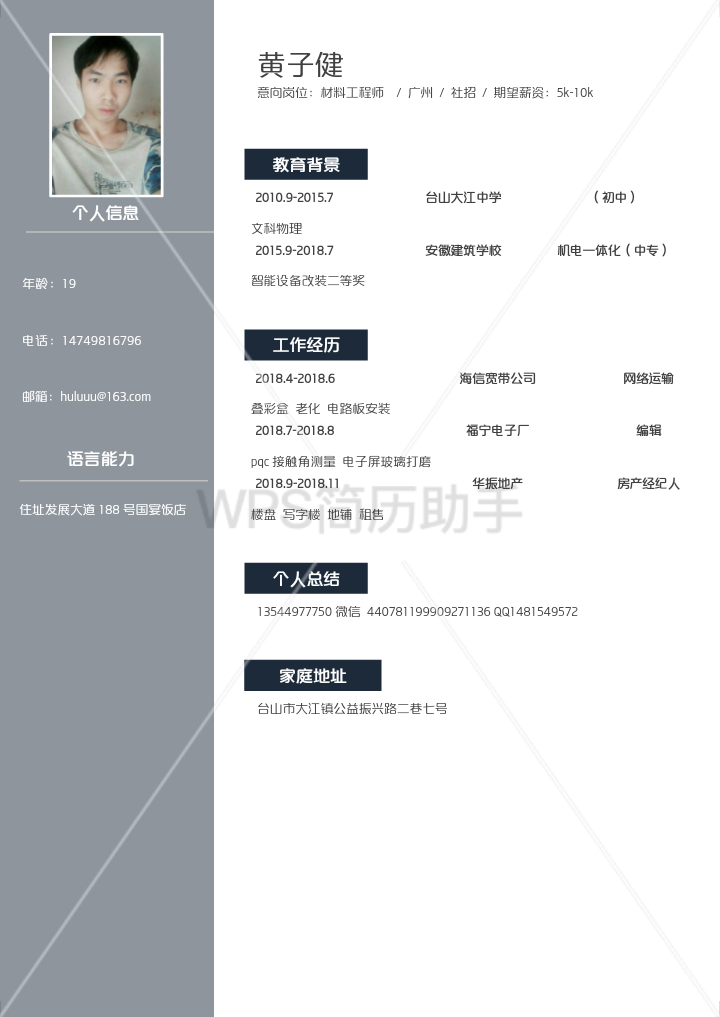 黄子健
意向岗位：材料工程师 / 广州 / 社招 / 期望薪资：5k-10k
个人信息
年龄：19
电话：14749816796
邮箱：huluuu@163.com
语言能力
住址发展大道 188 号国宴饭店
教育背景
2010.9-2015.7 台山大江中学 （初中）
文科物理
2015.9-2018.7 安徽建筑学校 机电一体化（中专）
智能设备改装二等奖
工作经历
2018.4-2018.6 海信宽带公司 网络运输
叠彩盒 老化 电路板安装
2018.7-2018.8 福宁电子厂 编辑
pqc 接触角测量 电子屏玻璃打磨
2018.9-2018.11 华振地产 房产经纪人
楼盘 写字楼 地铺 租售
WPS简历助手
个人总结
13544977750 微信 440781199909271136 QQ1481549572
家庭地址
台山市大江镇公益振兴路二巷七号